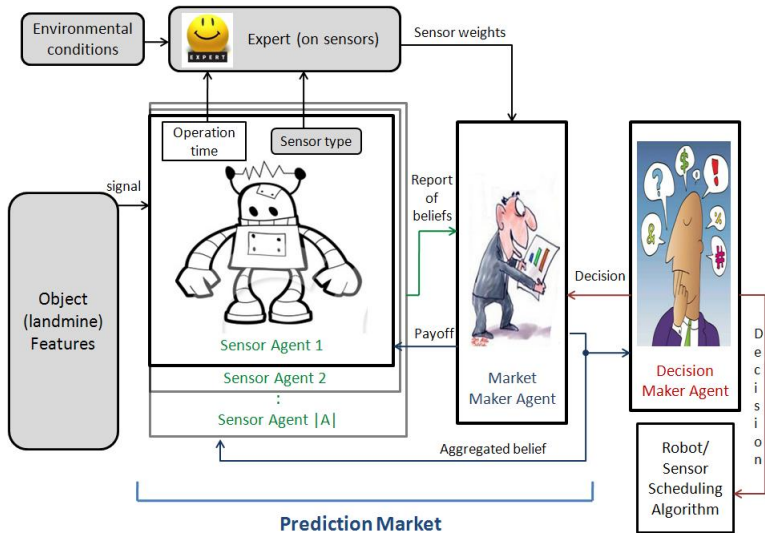 Environmental
conditions
EXPERT
Expert (on sensors)
Sensor weights
Operation
time
Sensor type
signal
Object
(landmine)
Features
Sensor Agent 1
Sensor Agent 2
:
Sensor Agent |A|
Report
of
beliefs
Payoff
Market
Maker Agent
Decision
?
$
!
%
&
#
Decision
Maker Agent
Decision
Aggregated belief
Robot/
Sensor
Scheduling
Algorithm
Prediction Market